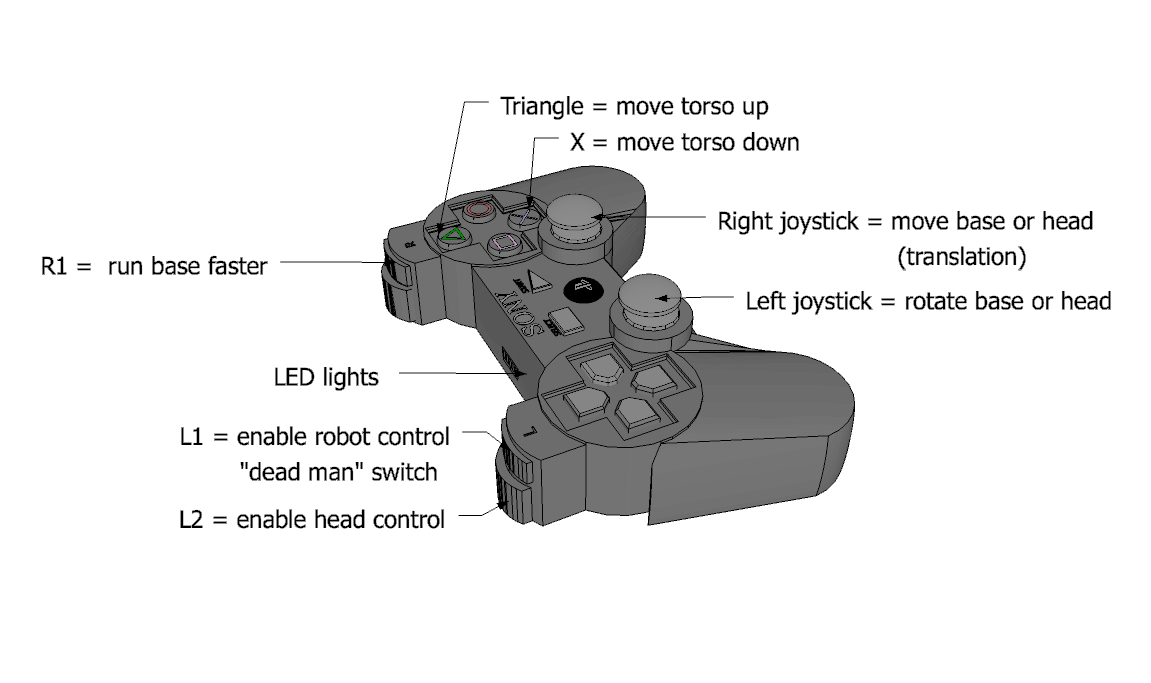 Triangle = move torso up
X = move torso down
Right joystick = move base or head
(translation)
R1 = run base faster
Left joystick = rotate base or head
SONY
LED lights
L1 = enable robot control
"dead man" switch
L2 = enable head control